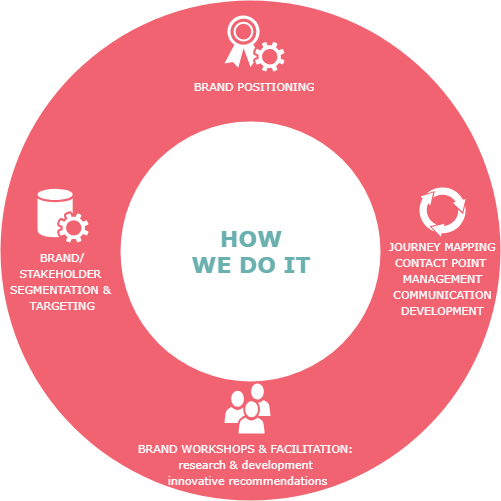 BRAND POSITIONING
HOW
WE DO IT
BRAND/
STAKEHOLDER
SEGMENTATION &
TARGETING
JOURNEY MAPPING
CONTACT POINT
MANAGEMENT
COMMUNICATION
DEVELOPMENT
BRAND WORKSHOPS & FACILITATION:
research & development
innovative recommendations